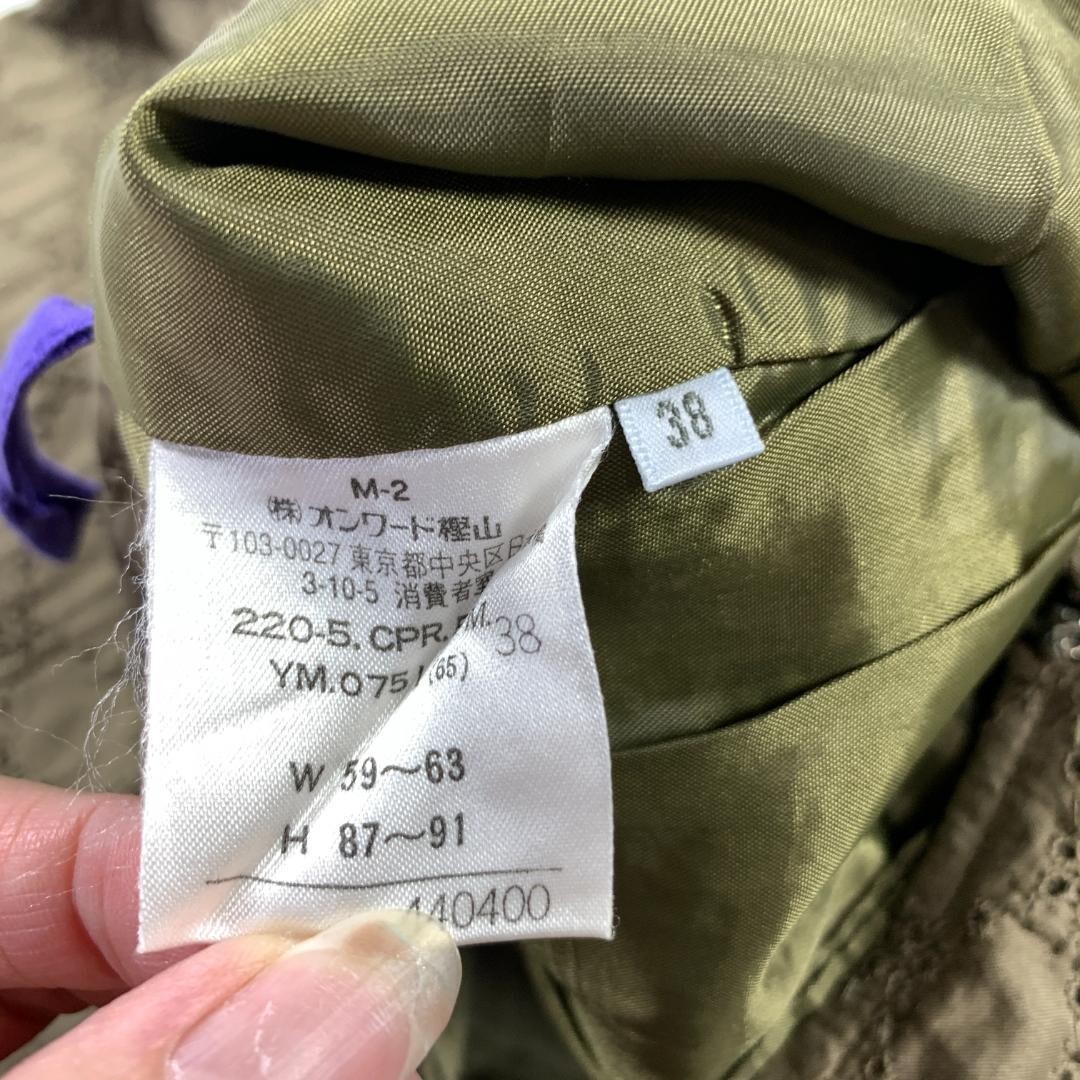 38
M-2
㈱オンワード樫山
〒103-0027 東京都中央区日
3-10-5 消費者室
220-5. CPR. M. 38
YM.075 (65)
W 59〜63
H 87〜91
440400